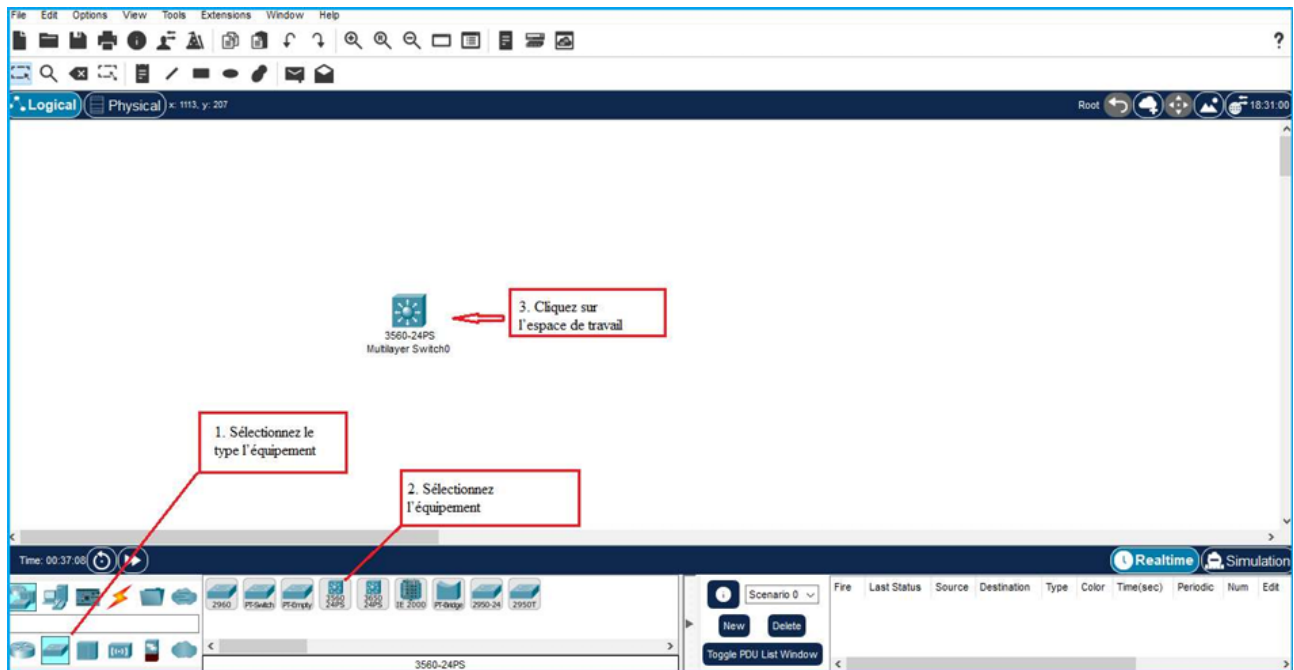 File Edit Options View Tools Extensions Window Help
?
Logical Physical x: 1113, y: 207 Root 18:31:00
3560-24PS
Multilayer Switch0
3. Cliquez sur
l'espace de travail
1. Sélectionnez le
type l'équipement
2. Sélectionnez
l'équipement
Time: 00:37:08 Realtime Simulation
2960 PT-Switch PT-Empty 3560 24PS 3650 24PS IE 2000 PT-Bridge 2950-24 2950T
Scenario 0
New Delete
Toggle PDU List Window
Fire Last Status Source Destination Type Color Time(sec) Periodic Num Edit
3560-24PS